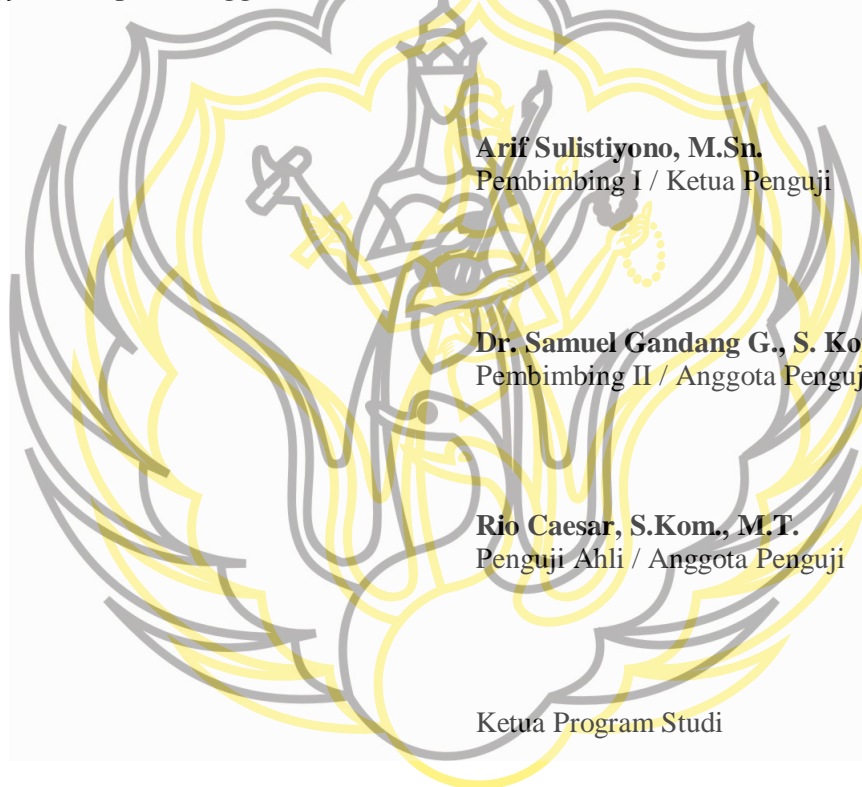 Arif Sulistiyono, M.Sn.
Pembimbing I / Ketua Penguji
Dr. Samuel Gandang G., S. Ko
Pembimbing II / Anggota Penguj
Rio Caesar, S.Kom., M.T.
Penguji Ahli / Anggota Penguji
Ketua Program Studi